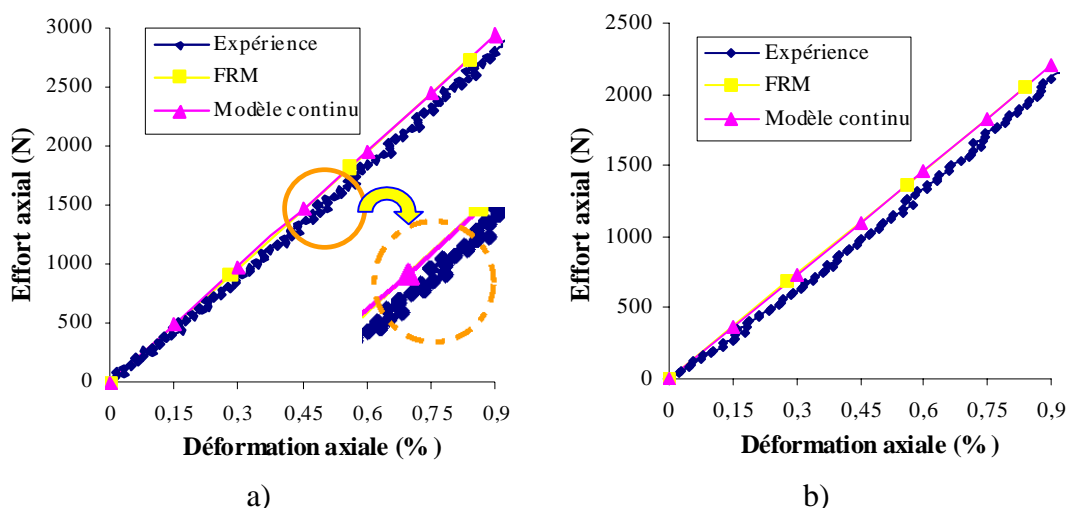 3000
2500
2000
1500
1000
500
0
Effort axial (N)
Expérience
FRM
Modèle continu
0 0,15 0,3 0,45 0,6 0,75 0,9
Déformation axiale (%)
a)
2500
2000
1500
1000
500
0
Effort axial (N)
Expérience
FRM
Modèle continu
0 0,15 0,3 0,45 0,6 0,75 0,9
Déformation axiale (%)
b)